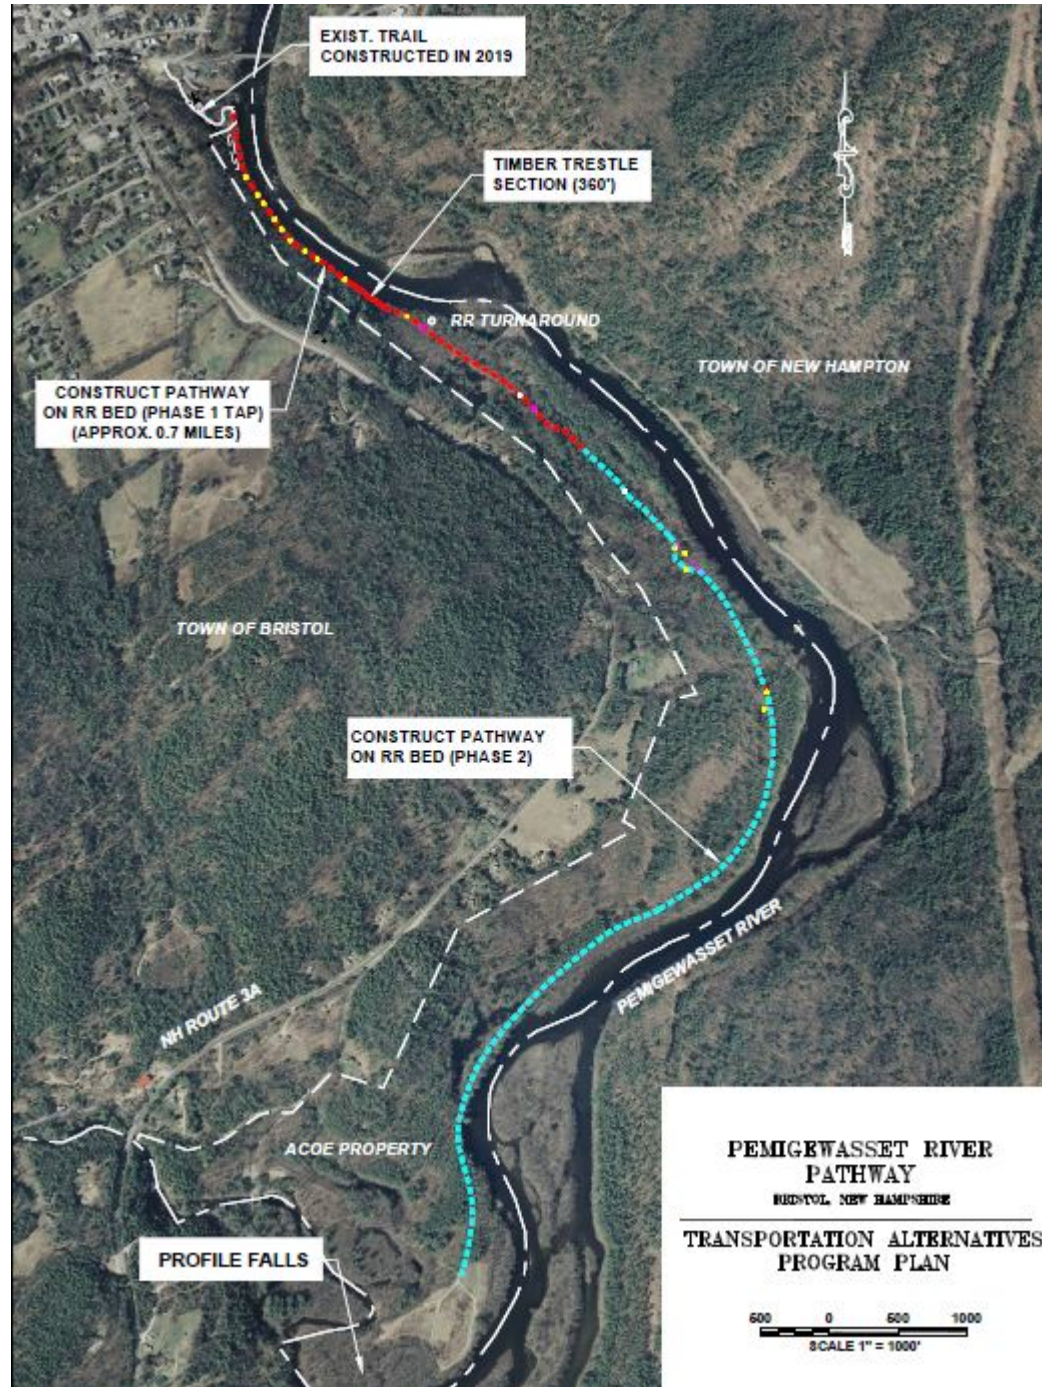 EXIST. TRAIL
CONSTRUCTED IN 2019
TIMBER TRESTLE
SECTION (360')
RR TURNAROUND
TOWN OF NEW HAMPTON
CONSTRUCT PATHWAY
ON RR BED (PHASE 1 TAP)
(APPROX. 0.7 MILES)
TOWN OF BRISTOL
CONSTRUCT PATHWAY
ON RR BED (PHASE 2)
PEMIGEWASSET RIVER
NH ROUTE 3A
ACOE PROPERTY
PROFILE FALLS
PEMIGEWASSET RIVER
PATHWAY
BRISTOL, NEW HAMPSHIRE
TRANSPORTATION ALTERNATIVES
PROGRAM PLAN
500 0 500 1000
SCALE 1" = 1000'